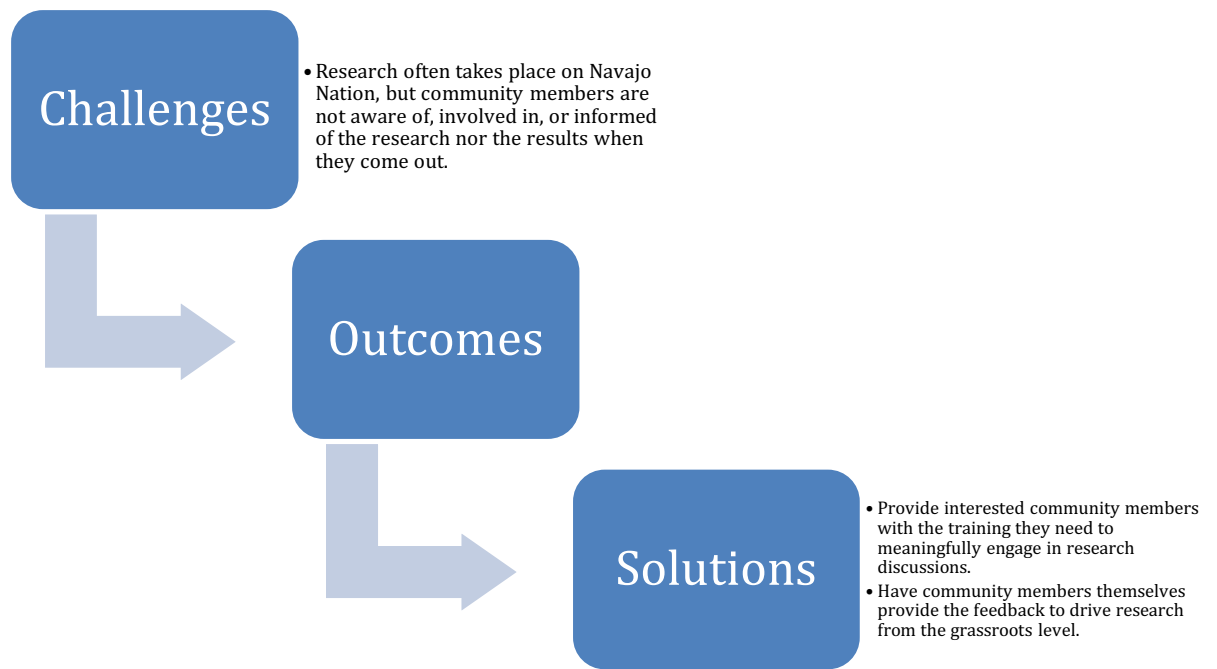 Challenges
• Research often takes place on Navajo
Nation, but community members are
not aware of, involved in, or informed
of the research nor the results when
they come out.
Outcomes
Solutions
• Provide interested community members
with the training they need to
meaningfully engage in research
discussions.
• Have community members themselves
provide the feedback to drive research
from the grassroots level.